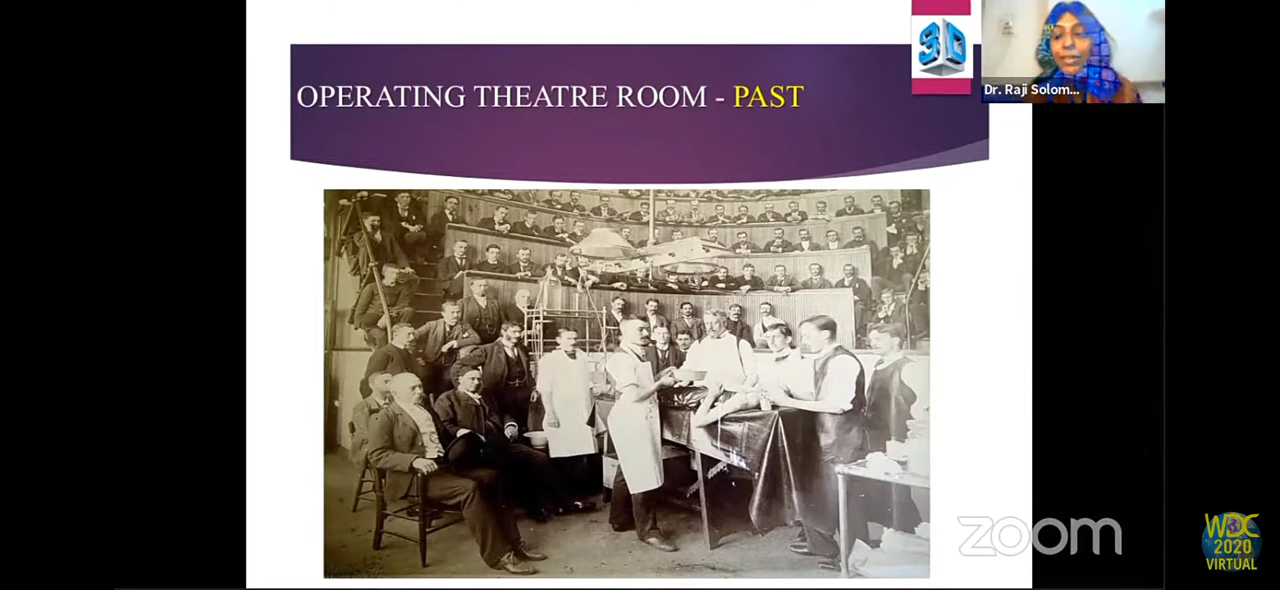 OPERATING THEATRE ROOM - PAST
3D
Dr. Raji Solom...
zoom
WDC
2020
VIRTUAL